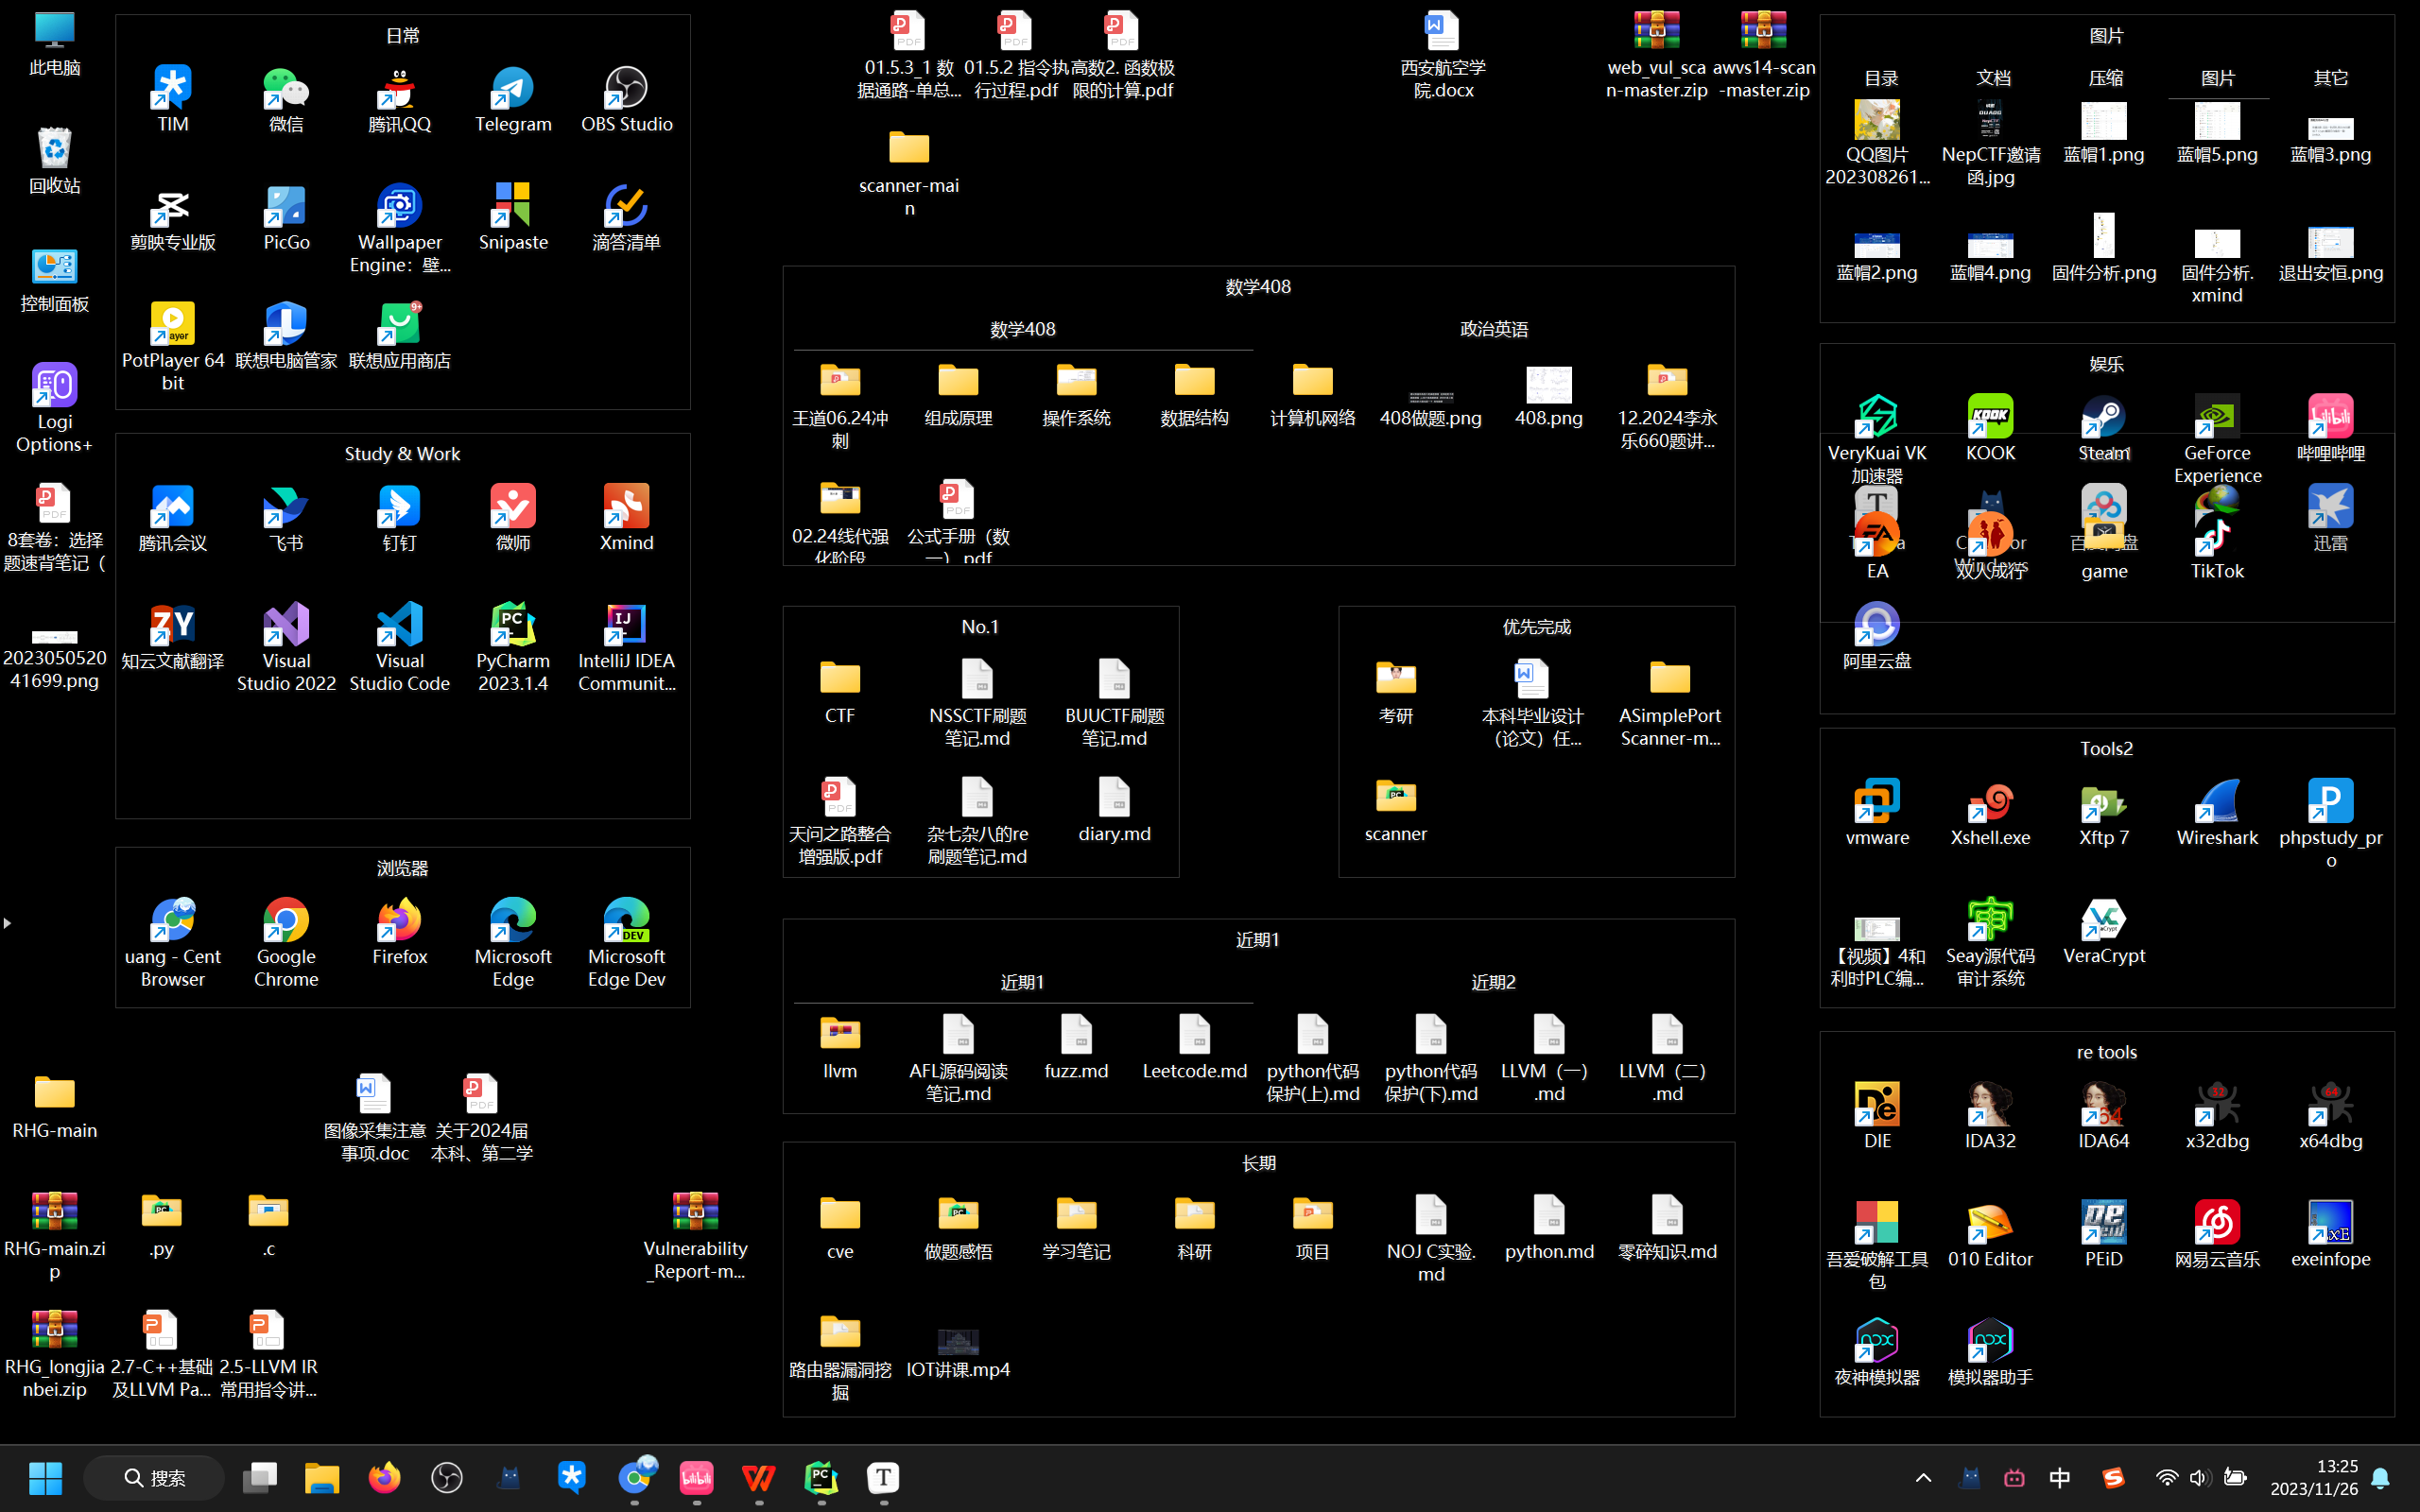 此电脑
回收站
控制面板
Logi
Options+
8套卷：选择
题速背笔记（
2023050520
41699.png
日常
TIM
微信
腾讯QQ
Telegram
OBS Studio
剪映专业版
PicGo
Wallpaper
Engine：壁...
Snipaste
滴答清单
PotPlayer 64
bit
联想电脑管家
联想应用商店
Study & Work
腾讯会议
飞书
钉钉
微师
Xmind
知云文献翻译
Visual
Studio 2022
Visual
Studio Code
PyCharm
2023.1.4
IntelliJ IDEA
Communit...
浏览器
uang - Cent
Browser
Google
Chrome
Firefox
Microsoft
Edge
Microsoft
Edge Dev
RHG-main
图像采集注意
事项.doc
关于2024届
本科、第二学
RHG-main.zi
p
.py
.c
Vulnerability
_Report-m...
RHG_longjia
nbei.zip
2.7-C++基础
及LLVM Pa...
2.5-LLVM IR
常用指令讲...
01.5.3_1 数
据通路-单总...
01.5.2 指令执
行过程.pdf
高数2. 函数极
限的计算.pdf
西安航空学
院.docx
web_vul_sca
n-master.zip
awvs14-scan
-master.zip
scanner-mai
n
数学408
数学408
政治英语
王道06.24冲
刺
组成原理
操作系统
数据结构
计算机网络
408做题.png
408.png
12.2024李永
乐660题讲...
02.24线代强
化阶段
公式手册（数
一）.pdf
No.1
CTF
NSSCTF刷题
笔记.md
BUUCTF刷题
笔记.md
天问之路整合
增强版.pdf
杂七杂八的re
刷题笔记.md
diary.md
优先完成
考研
本科毕业设计
（论文）任...
ASimplePort
Scanner-m...
scanner
近期1
近期1
近期2
llvm
AFL源码阅读
笔记.md
fuzz.md
Leetcode.md
python代码
保护(上).md
python代码
保护(下).md
LLVM（一）
.md
LLVM（二）
.md
长期
cve
做题感悟
学习笔记
科研
项目
NOJ C实验.
md
python.md
零碎知识.md
路由器漏洞挖
掘
IOT讲课.mp4
图片
目录
文档
压缩
图片
其它
QQ图片
202308261...
NepCTF邀请
函.jpg
蓝帽1.png
蓝帽5.png
蓝帽3.png
蓝帽2.png
蓝帽4.png
固件分析.png
固件分析.
xmind
退出安恒.png
娱乐
VeryKuai VK
加速器
KOOK
Steam
GeForce
Experience
哔哩哔哩
EA
双人成行
百度网盘
game
TikTok
迅雷
阿里云盘
Tools2
vmware
Xshell.exe
Xftp 7
Wireshark
phpstudy_pr
o
【视频】4和
利时PLC编...
Seay源代码
审计系统
VeraCrypt
re tools
DIE
IDA32
IDA64
x32dbg
x64dbg
吾爱破解工具
包
010 Editor
PEiD
网易云音乐
exeinfope
夜神模拟器
模拟器助手
搜索
中
13:25
2023/11/26